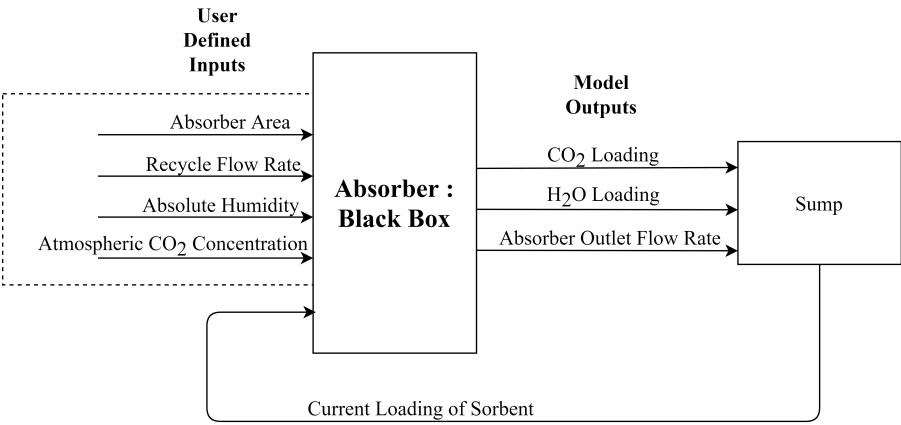 User
Defined
Inputs
Absorber Area
Recycle Flow Rate
Absolute Humidity
Atmospheric CO2 Concentration
Absorber :
Black Box
Model
Outputs
CO2 Loading
H2O Loading
Absorber Outlet Flow Rate
Sump
Current Loading of Sorbent